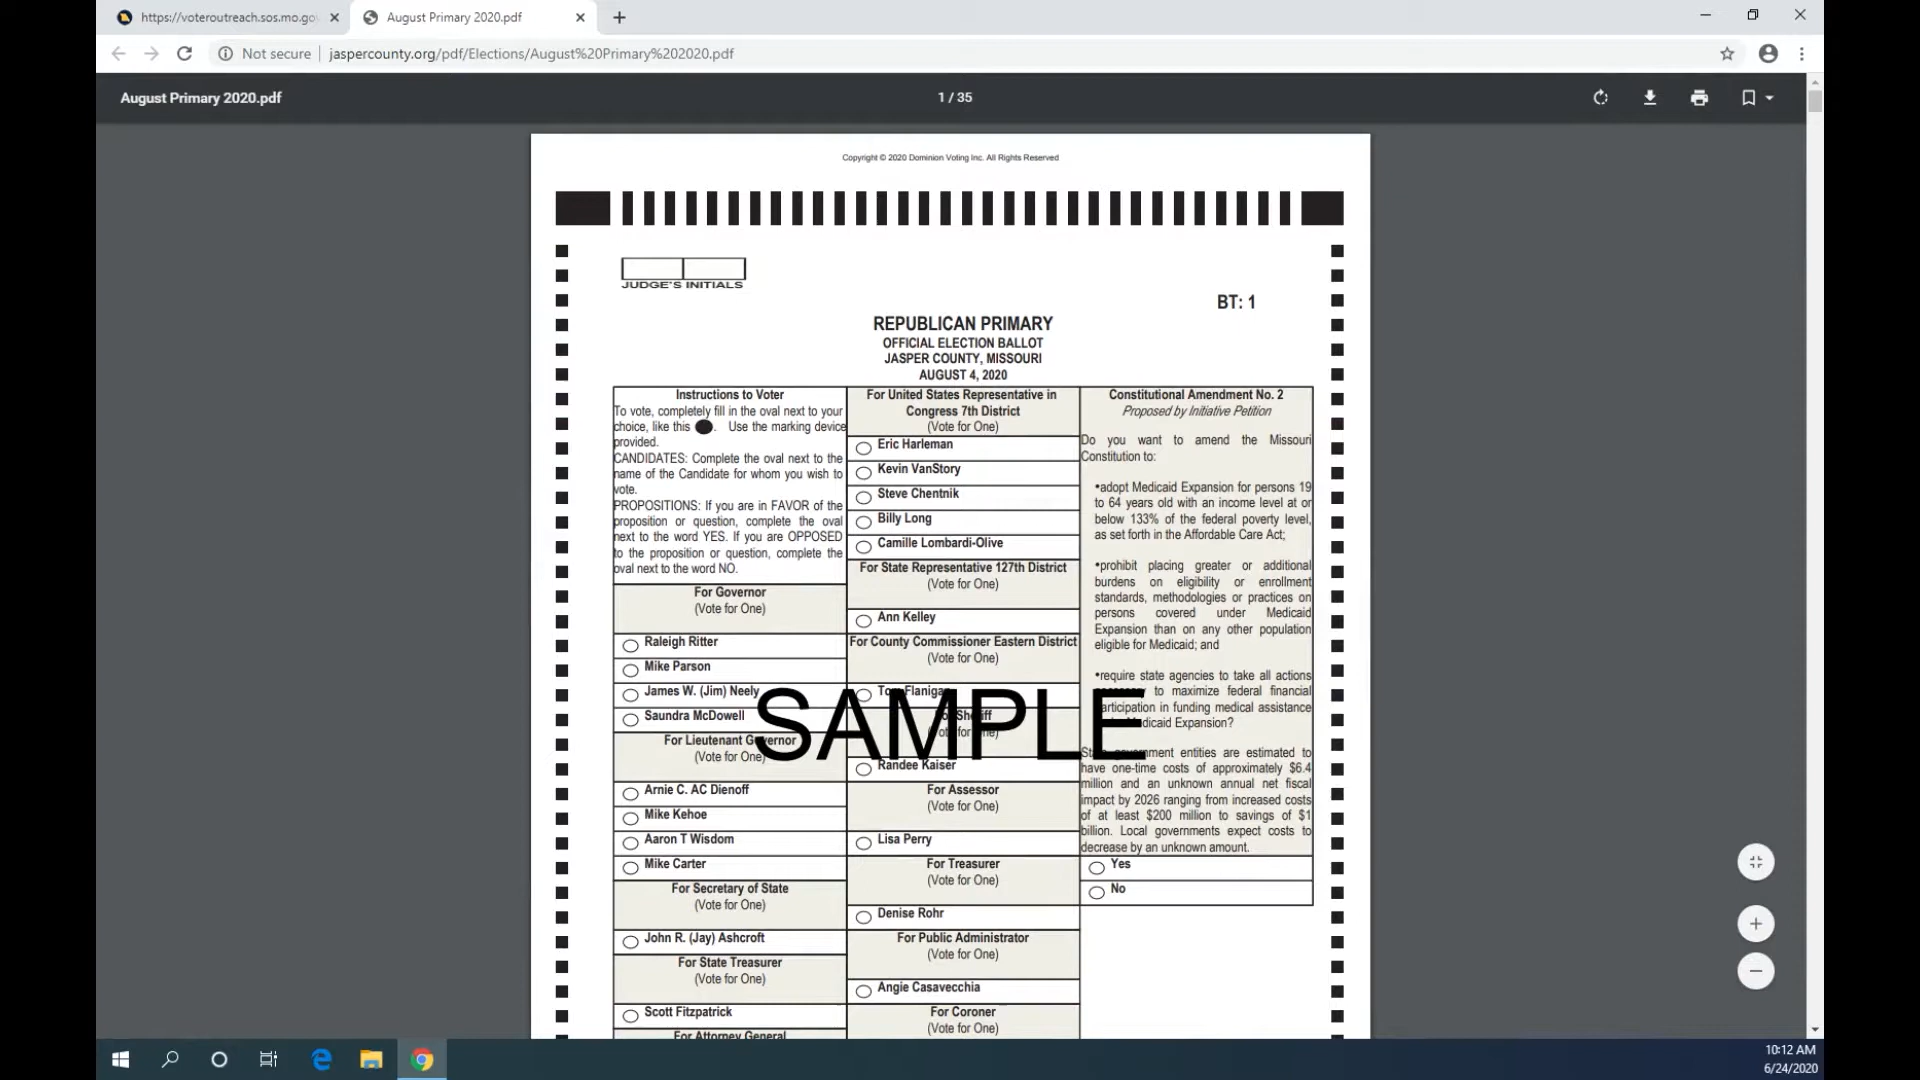 https://voteroutreach.sos.mo.go
August Primary 2020.pdf
Not secure
jaspercounty.org/pdf/Elections/August%20Primary%202020.pdf
August Primary 2020.pdf
1 / 35
Copyright © 2020 Dominion Voting Inc. All Rights Reserved
JUDGE'S INITIALS
BT: 1
REPUBLICAN PRIMARY
OFFICIAL ELECTION BALLOT
JASPER COUNTY, MISSOURI
AUGUST 4, 2020
Instructions to Voter
To vote, completely fill in the oval next to your
choice, like this . Use the marking device
provided.
CANDIDATES: Complete the oval next to the
name of the Candidate for whom you wish to
vote.
PROPOSITIONS: If you are in FAVOR of the
proposition or question, complete the oval
next to the word YES. If you are OPPOSED
to the proposition or question, complete the
oval next to the word NO.
For Governor
(Vote for One)
Raleigh Ritter
Mike Parson
James W. (Jim) Neely
Saundra McDowell
For Lieutenant Governor
(Vote for One)
Arnie C. AC Dienoff
Mike Kehoe
Aaron T Wisdom
Mike Carter
For Secretary of State
(Vote for One)
John R. (Jay) Ashcroft
For State Treasurer
(Vote for One)
Scott Fitzpatrick
For Attorney General
For United States Representative in
Congress 7th District
(Vote for One)
Eric Harleman
Kevin VanStory
Steve Chentnik
Billy Long
Camille Lombardi-Olive
For State Representative 127th District
(Vote for One)
Ann Kelley
For County Commissioner Eastern District
(Vote for One)
Tom Flanigan
For Sheriff
(Vote for One)
Randee Kaiser
For Assessor
(Vote for One)
Lisa Perry
For Treasurer
(Vote for One)
Denise Rohr
For Public Administrator
(Vote for One)
Angie Casavecchia
For Coroner
(Vote for One)
Constitutional Amendment No. 2
Proposed by Initiative Petition
Do you want to amend the Missouri
Constitution to:
•adopt Medicaid Expansion for persons 19
to 64 years old with an income level at or
below 133% of the federal poverty level,
as set forth in the Affordable Care Act;
•prohibit placing greater or additional
burdens on eligibility or enrollment
standards, methodologies or practices on
persons covered under Medicaid
Expansion than on any other population
eligible for Medicaid; and
•require state agencies to take all actions
necessary to maximize federal financial
participation in funding medical assistance
under Medicaid Expansion?
State government entities are estimated to
have one-time costs of approximately $6.4
million and an unknown annual net fiscal
impact by 2026 ranging from increased costs
of at least $200 million to savings of $1
billion. Local governments expect costs to
decrease by an unknown amount.
Yes
No
SAMPLE
10:12 AM
6/24/2020